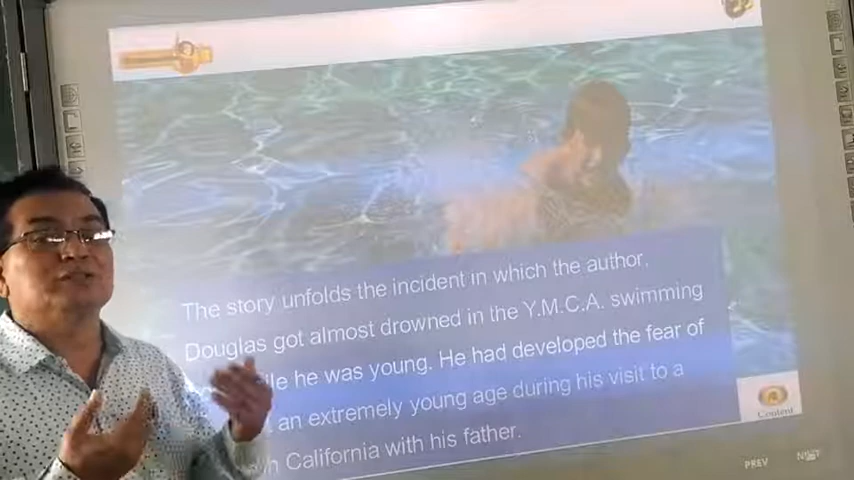 The story unfolds the incident in which the author,
Douglas got almost drowned in the Y.M.C.A. swimming
he was young. He had developed the fear of
an extremely young age during his visit to a
California with his father.
Content
PREV